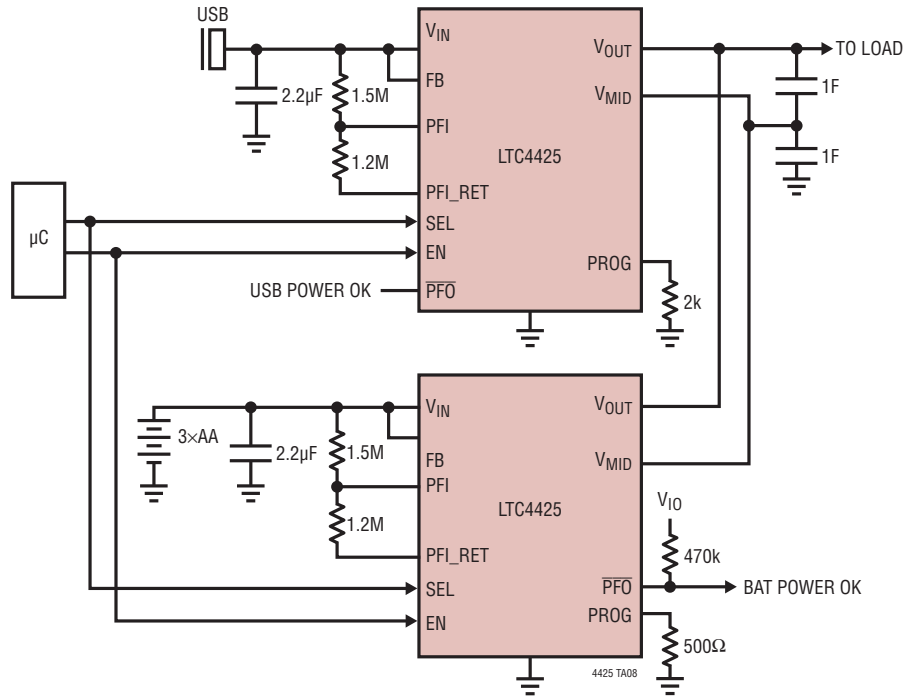 USB
VIN
VOUT
TO LOAD
FB
2.2µF
1.5M
VMID
1F
PFI
LTC4425
1.2M
1F
PFI_RET
µC
SEL
EN
PROG
USB POWER OK
PFO
2k
VIN
VOUT
3×AA
2.2µF
1.5M
FB
VMID
PFI
LTC4425
VIO
1.2M
470k
PFI_RET
SEL
PFO
BAT POWER OK
EN
PROG
500Ω
4425 TA08